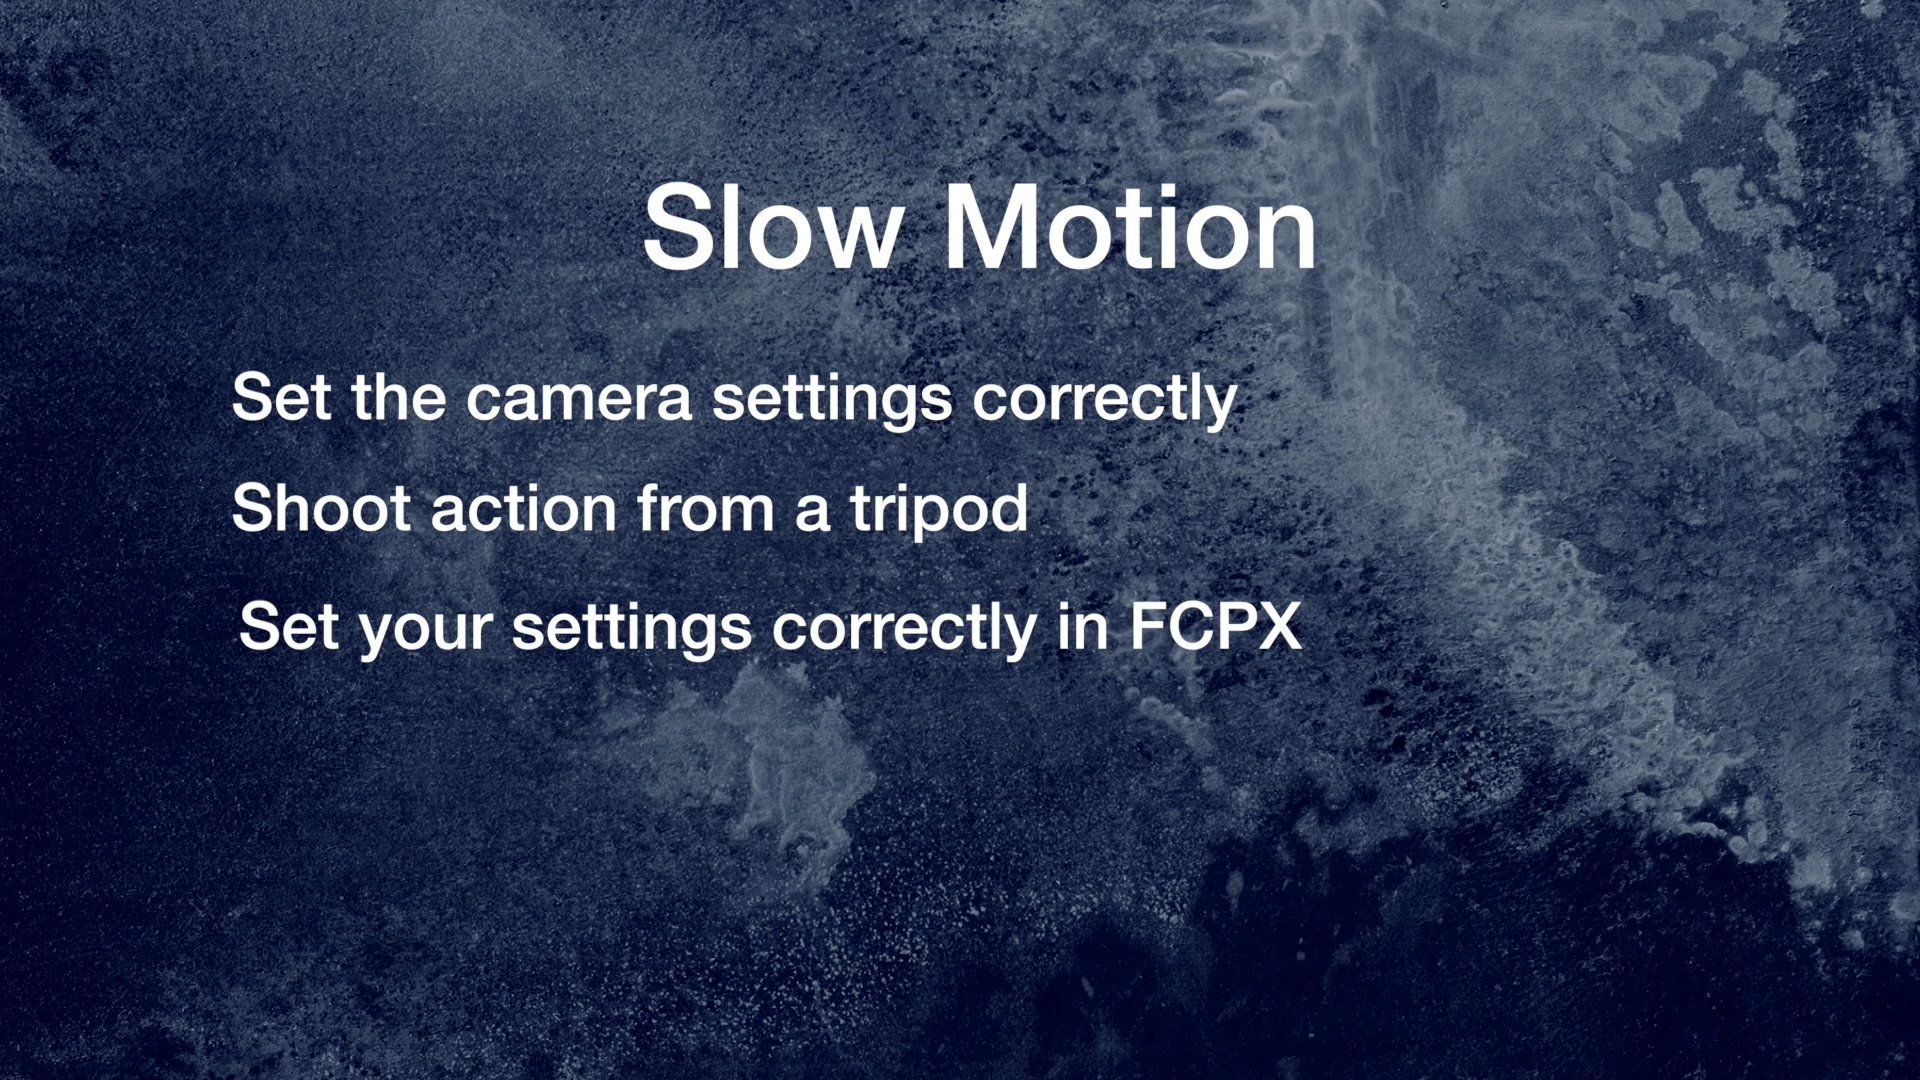 Slow Motion
Set the camera settings correctly
Shoot action from a tripod
Set your settings correctly in FCPX